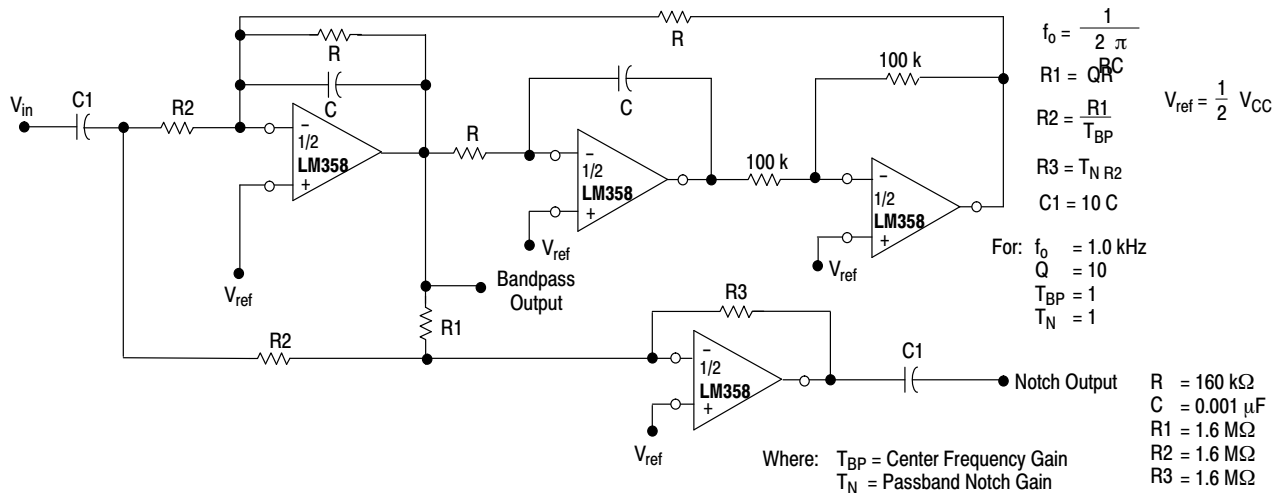 R
R
C
100 k
V_in
C1
R2
1/2
LM358
−
+
V_ref
R
C
1/2
LM358
−
+
V_ref
100 k
1/2
LM358
−
+
V_ref
Bandpass
Output
R1
R2
R3
1/2
LM358
−
+
V_ref
C1
Notch Output
f_o = 1
2 π RC
R1 = QR
R2 = R1
T_BP
R3 = T_N R2
C1 = 10 C
V_ref = 1/2 V_CC
For: f_o = 1.0 kHz
Q = 10
T_BP = 1
T_N = 1
R = 160 kΩ
C = 0.001 μF
R1 = 1.6 MΩ
R2 = 1.6 MΩ
R3 = 1.6 MΩ
Where: T_BP = Center Frequency Gain
T_N = Passband Notch Gain